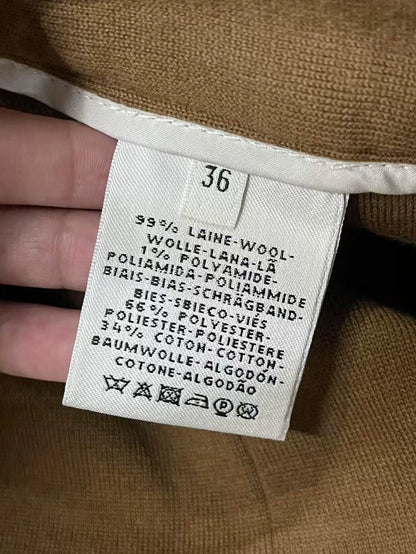 36
99% LAINE-WOOL-
WOLLE-LANA-LÃ
1% POLYAMIDE-
POLIAMIDA-POLIAMMIDE
BIAIS-BIAS-SCHRÄGBAND-
BIES-SBIECO-VIÉS
66% POLYESTER-
POLIESTER-POLIESTERE
34% COTON-COTTON-
BAUMWOLLE-ALGODÓN-
COTONE-ALGODÃO
P W